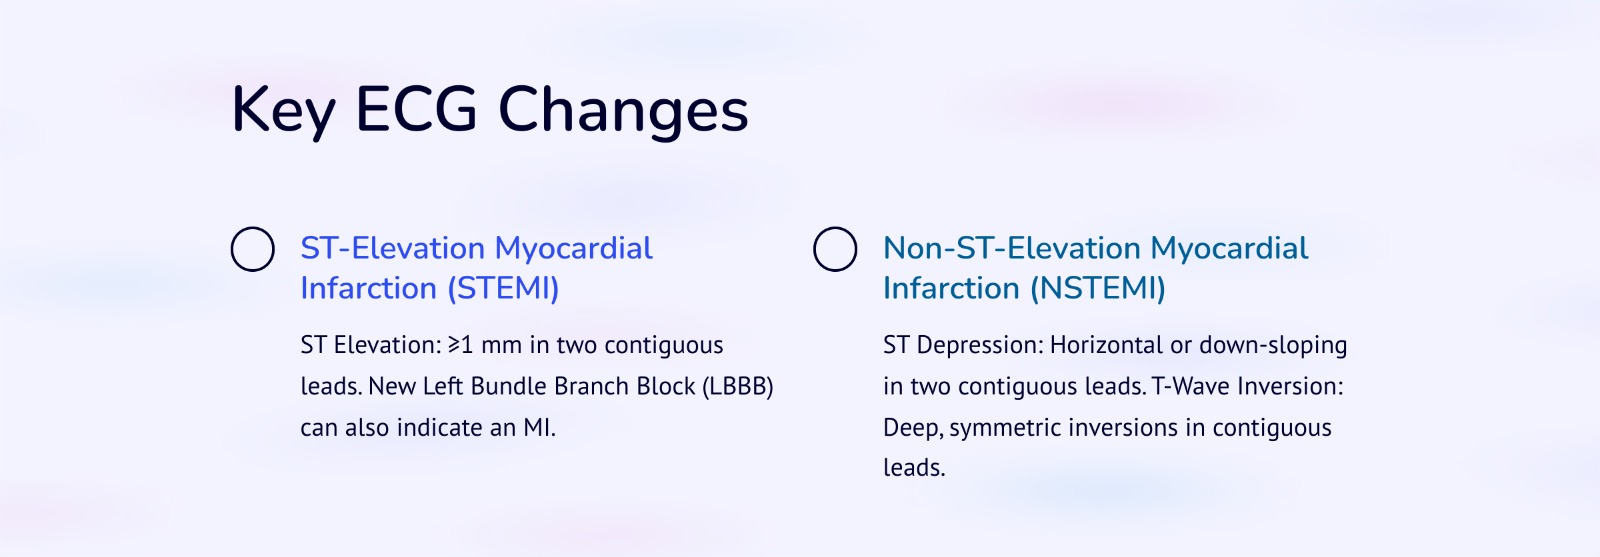 Key ECG Changes
ST-Elevation Myocardial
Infarction (STEMI)
ST Elevation: ≥1 mm in two contiguous
leads. New Left Bundle Branch Block (LBBB)
can also indicate an MI.
Non-ST-Elevation Myocardial
Infarction (NSTEMI)
ST Depression: Horizontal or down-sloping
in two contiguous leads. T-Wave Inversion:
Deep, symmetric inversions in contiguous
leads.